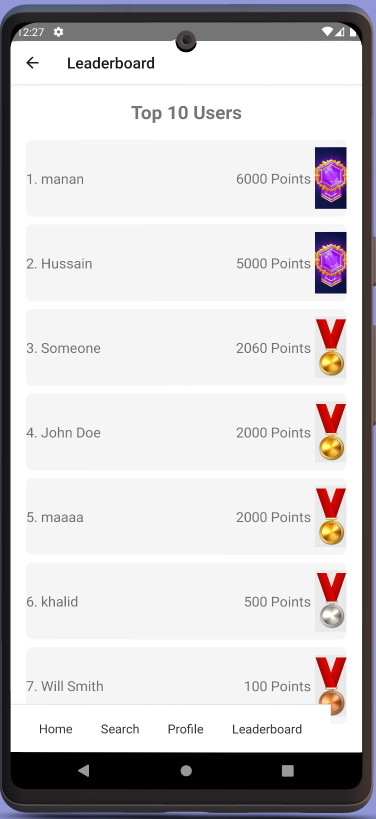 12:27
Leaderboard
Top 10 Users
1. manan 6000 Points
2. Hussain 5000 Points
3. Someone 2060 Points
4. John Doe 2000 Points
5. maaaa 2000 Points
6. khalid 500 Points
7. Will Smith 100 Points
Home Search Profile Leaderboard